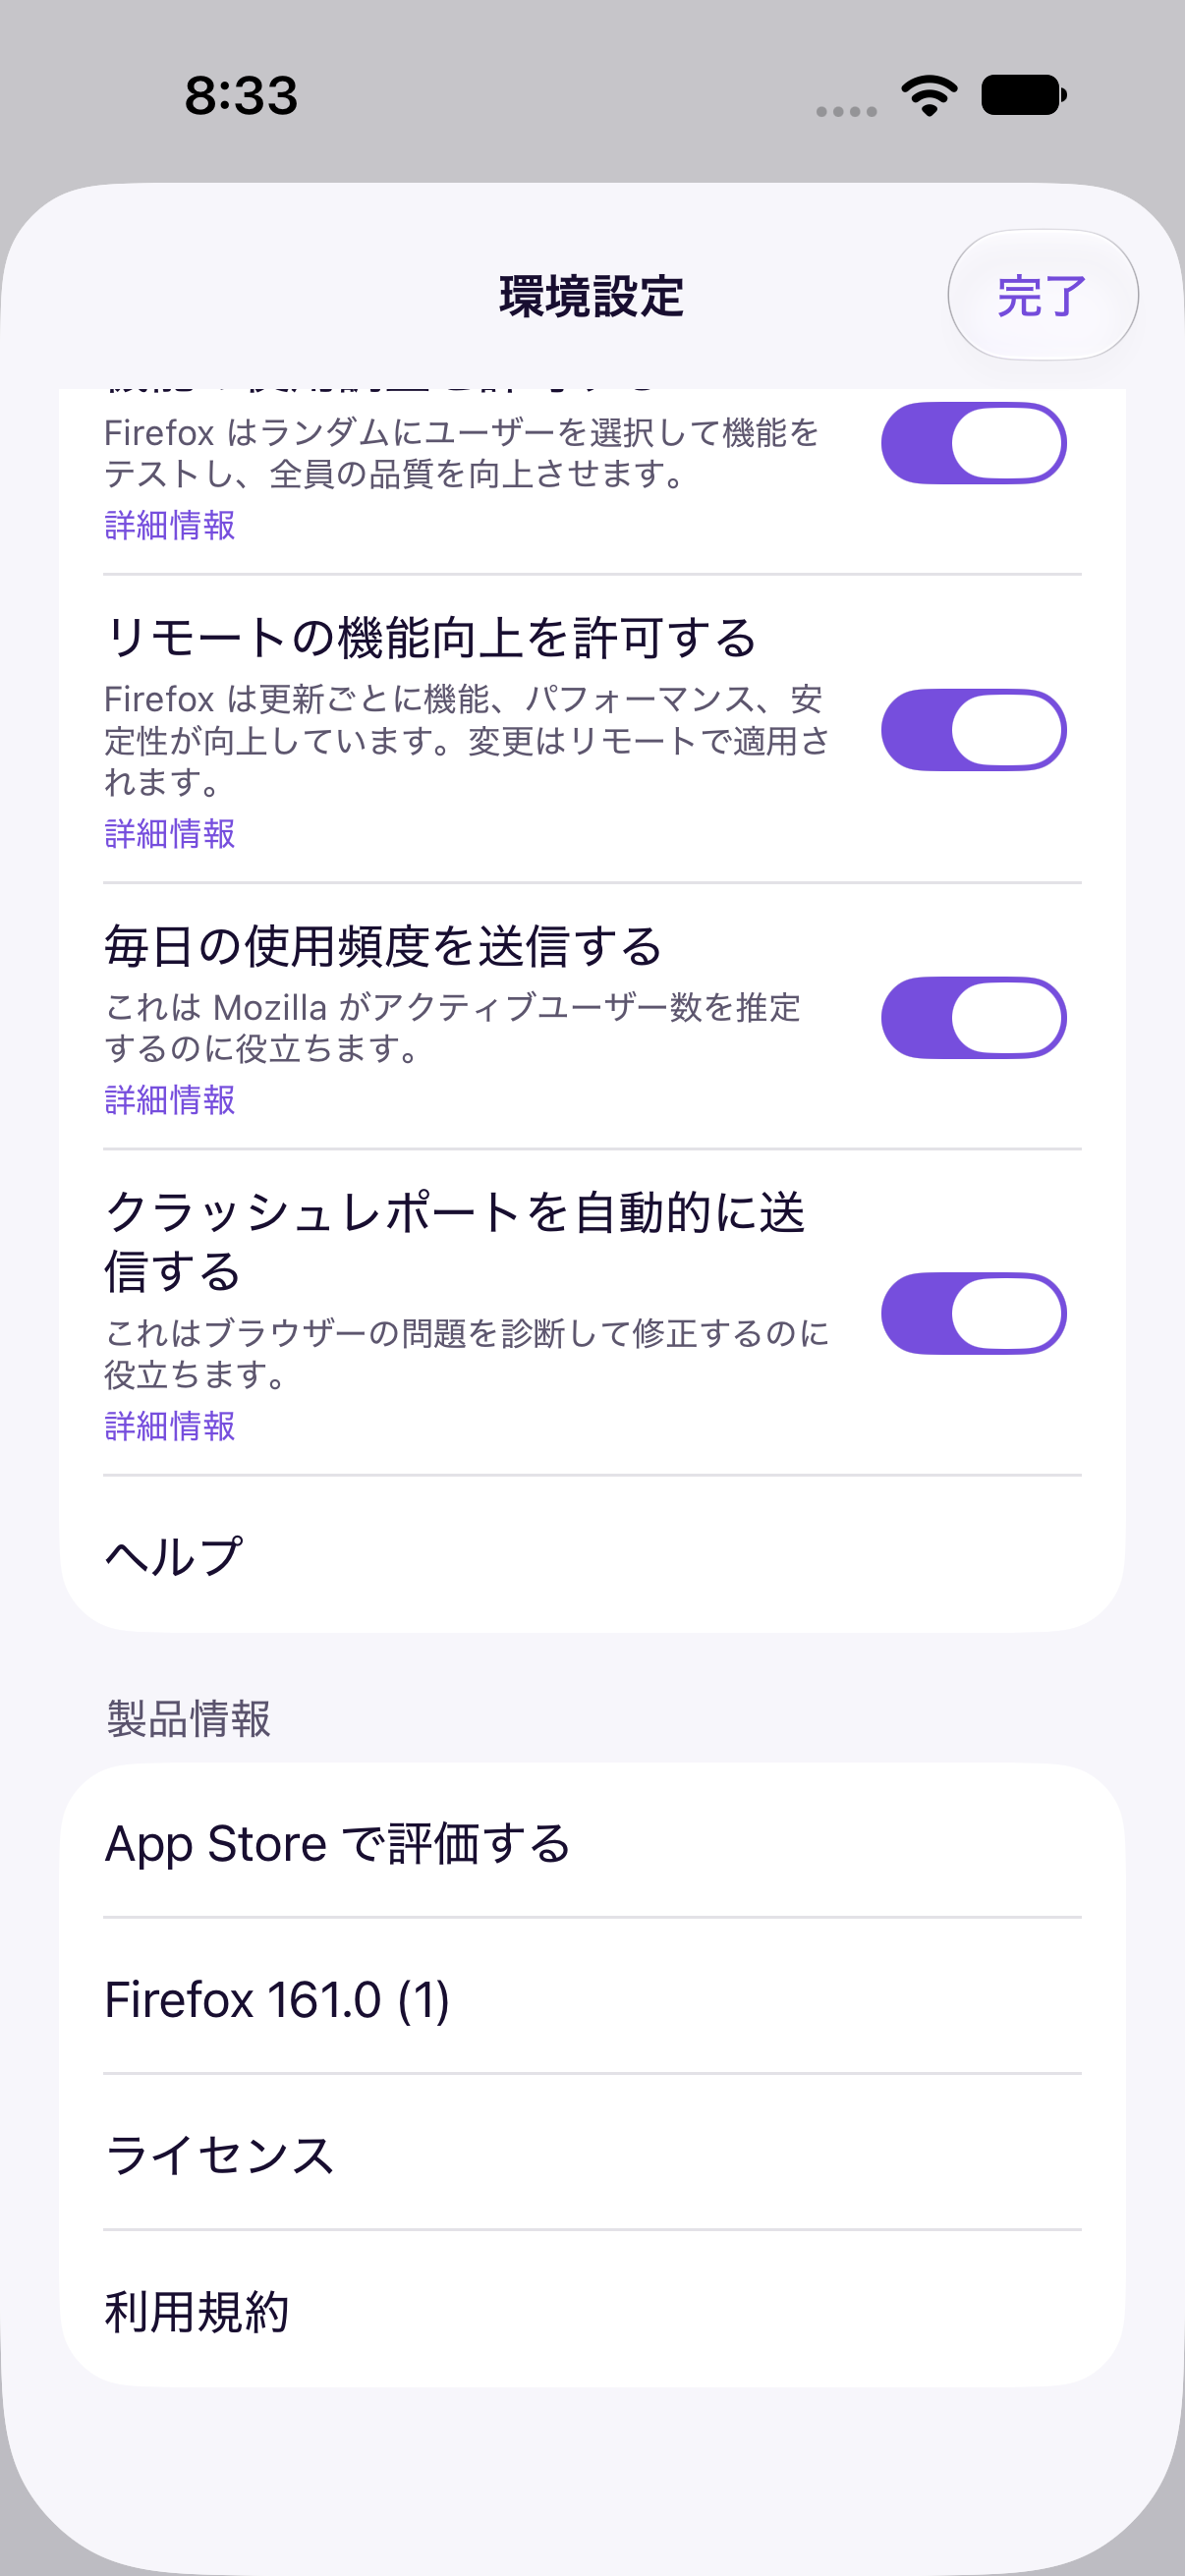 8:33
環境設定
完了
Firefox はランダムにユーザーを選択して機能を
テストし、全員の品質を向上させます。
詳細情報
リモートの機能向上を許可する
Firefox は更新ごとに機能、パフォーマンス、安
定性が向上しています。変更はリモートで適用さ
れます。
詳細情報
毎日の使用頻度を送信する
これは Mozilla がアクティブユーザー数を推定
するのに役立ちます。
詳細情報
クラッシュレポートを自動的に送
信する
これはブラウザーの問題を診断して修正するのに
役立ちます。
詳細情報
ヘルプ
製品情報
App Store で評価する
Firefox 161.0 (1)
ライセンス
利用規約